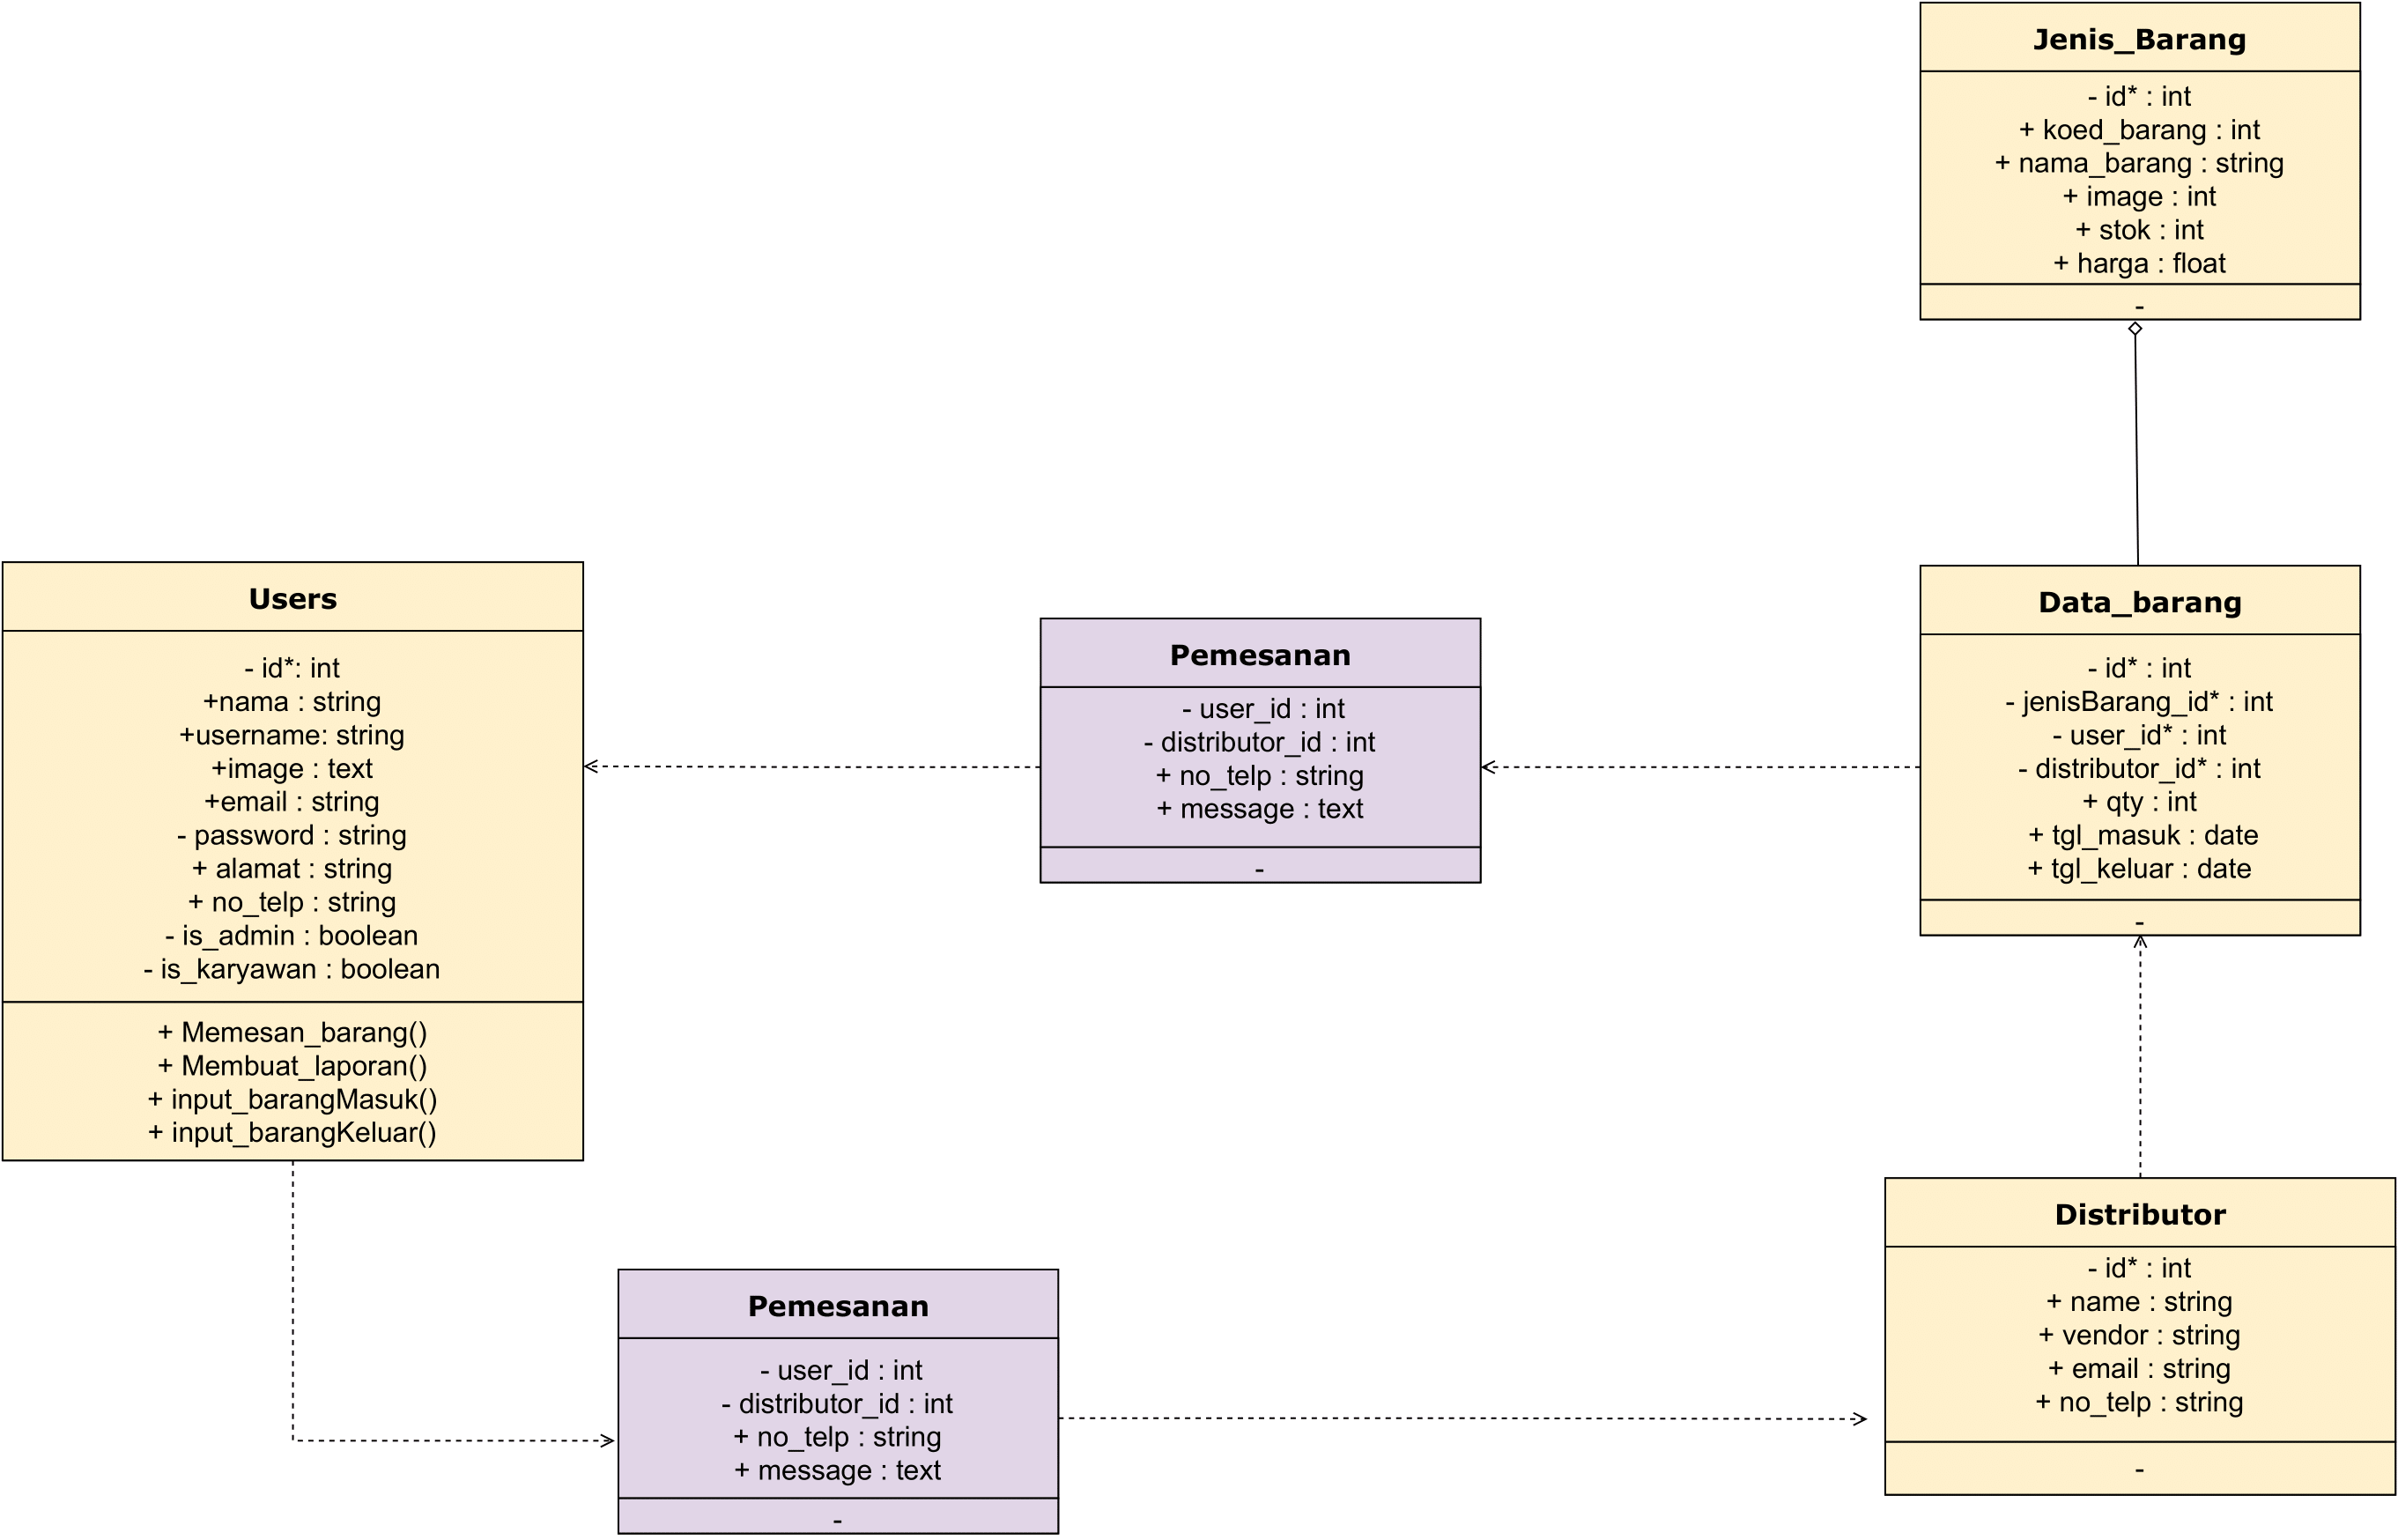 Jenis_Barang
- id* : int
+ koed_barang : int
+ nama_barang : string
+ image : int
+ stok : int
+ harga : float
-
Users
- id*: int
+nama : string
+username: string
+image : text
+email : string
- password : string
+ alamat : string
+ no_telp : string
- is_admin : boolean
- is_karyawan : boolean
+ Memesan_barang()
+ Membuat_laporan()
+ input_barangMasuk()
+ input_barangKeluar()
Pemesanan
- user_id : int
- distributor_id : int
+ no_telp : string
+ message : text
-
Data_barang
- id* : int
- jenisBarang_id* : int
- user_id* : int
- distributor_id* : int
+ qty : int
+ tgl_masuk : date
+ tgl_keluar : date
-
Pemesanan
- user_id : int
- distributor_id : int
+ no_telp : string
+ message : text
-
Distributor
- id* : int
+ name : string
+ vendor : string
+ email : string
+ no_telp : string
-